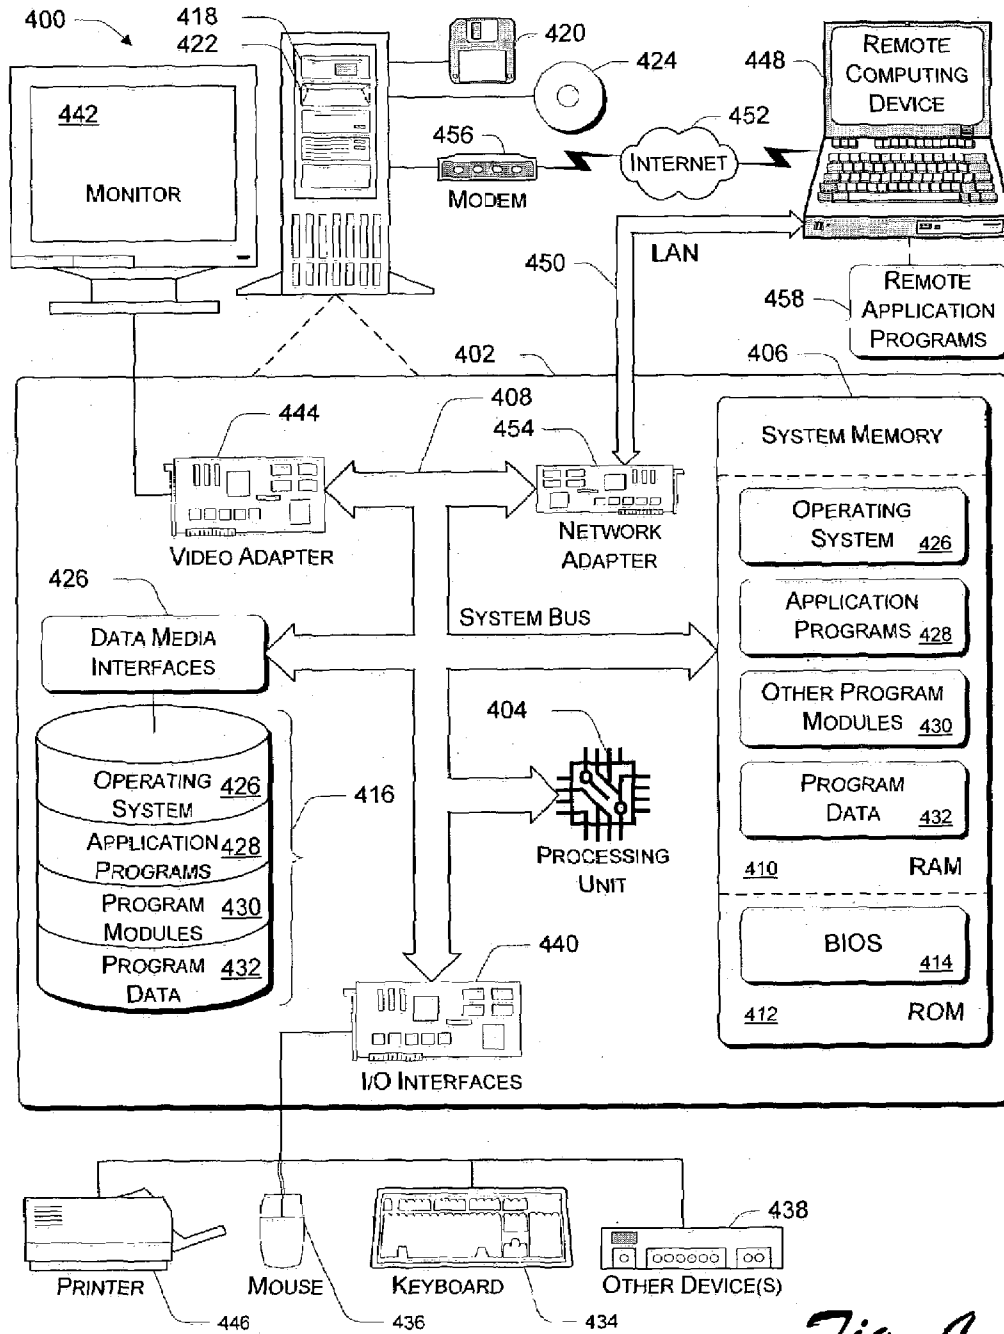 400
418
422
420
424
448
REMOTE
COMPUTING
DEVICE
442
MONITOR
456
MODEM
452
INTERNET
LAN
450
REMOTE
APPLICATION
PROGRAMS
458
402
406
444
408
454
VIDEO ADAPTER
NETWORK
ADAPTER
SYSTEM MEMORY
OPERATING
SYSTEM 426
APPLICATION
PROGRAMS 428
OTHER PROGRAM
MODULES 430
PROGRAM
DATA 432
410 RAM
BIOS 414
412 ROM
426
DATA MEDIA
INTERFACES
SYSTEM BUS
404
PROCESSING
UNIT
OPERATING 426
SYSTEM
APPLICATION 428
PROGRAMS
PROGRAM 430
MODULES
PROGRAM 432
DATA
416
440
I/O INTERFACES
PRINTER
446
MOUSE
436
KEYBOARD
434
438
OTHER DEVICE(S)